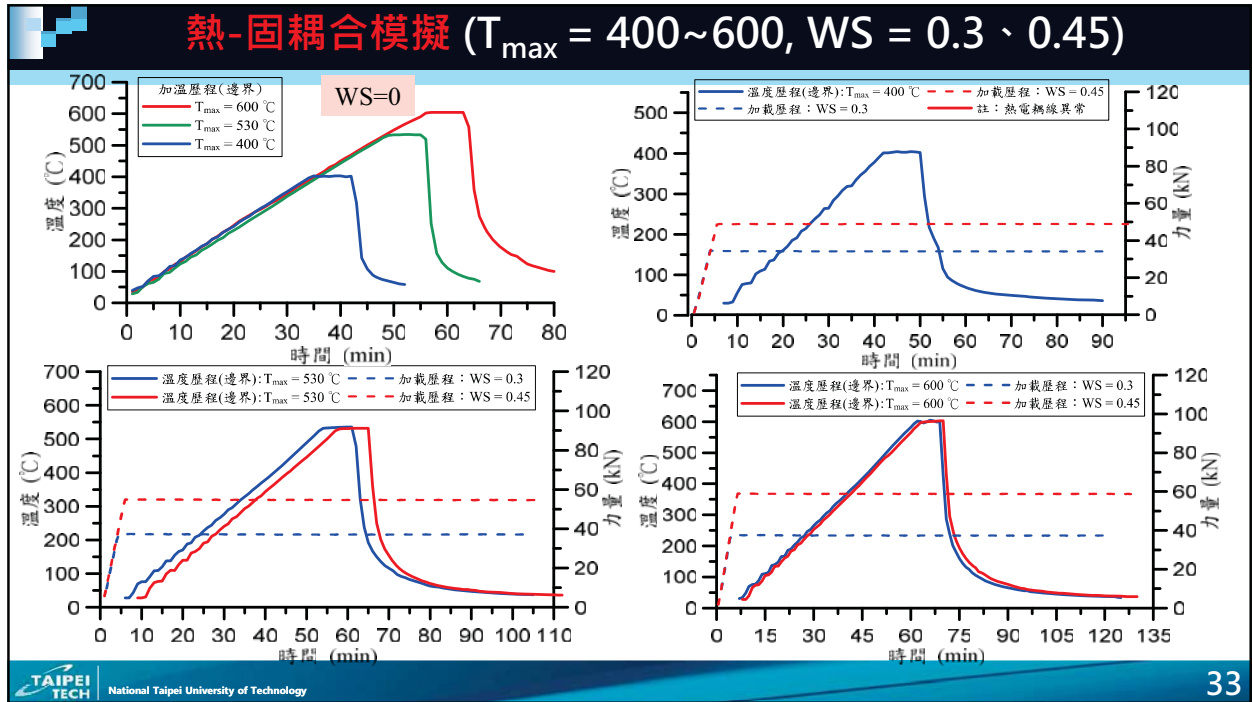 熱-固耦合模擬 (Tmax = 400~600, WS = 0.3、0.45)
700
600
500
400
300
200
100
0
溫度 (℃)
加溫歷程(邊界)
Tmax = 600 ℃
Tmax = 530 ℃
Tmax = 400 ℃
WS=0
0 10 20 30 40 50 60 70 80
時間 (min)
500
400
300
200
100
0
溫度 (℃)
溫度歷程(邊界):Tmax = 400 ℃
加載歷程：WS = 0.45
加載歷程：WS = 0.3
註：熱電耦線異常
120
100
80
60
40
20
0
力量 (kN)
0 10 20 30 40 50 60 70 80 90
時間 (min)
700
600
500
400
300
200
100
0
溫度 (℃)
溫度歷程(邊界):Tmax = 530 ℃
加載歷程：WS = 0.3
溫度歷程(邊界):Tmax = 530 ℃
加載歷程：WS = 0.45
120
100
80
60
40
20
0
力量 (kN)
0 10 20 30 40 50 60 70 80 90 100 110
時間 (min)
700
600
500
400
300
200
100
0
溫度 (℃)
溫度歷程(邊界):Tmax = 600 ℃
加載歷程：WS = 0.3
溫度歷程(邊界):Tmax = 600 ℃
加載歷程：WS = 0.45
120
100
80
60
40
20
0
力量 (kN)
0 15 30 45 60 75 90 105 120 135
時間 (min)
TAIPEI
TECH
National Taipei University of Technology
33